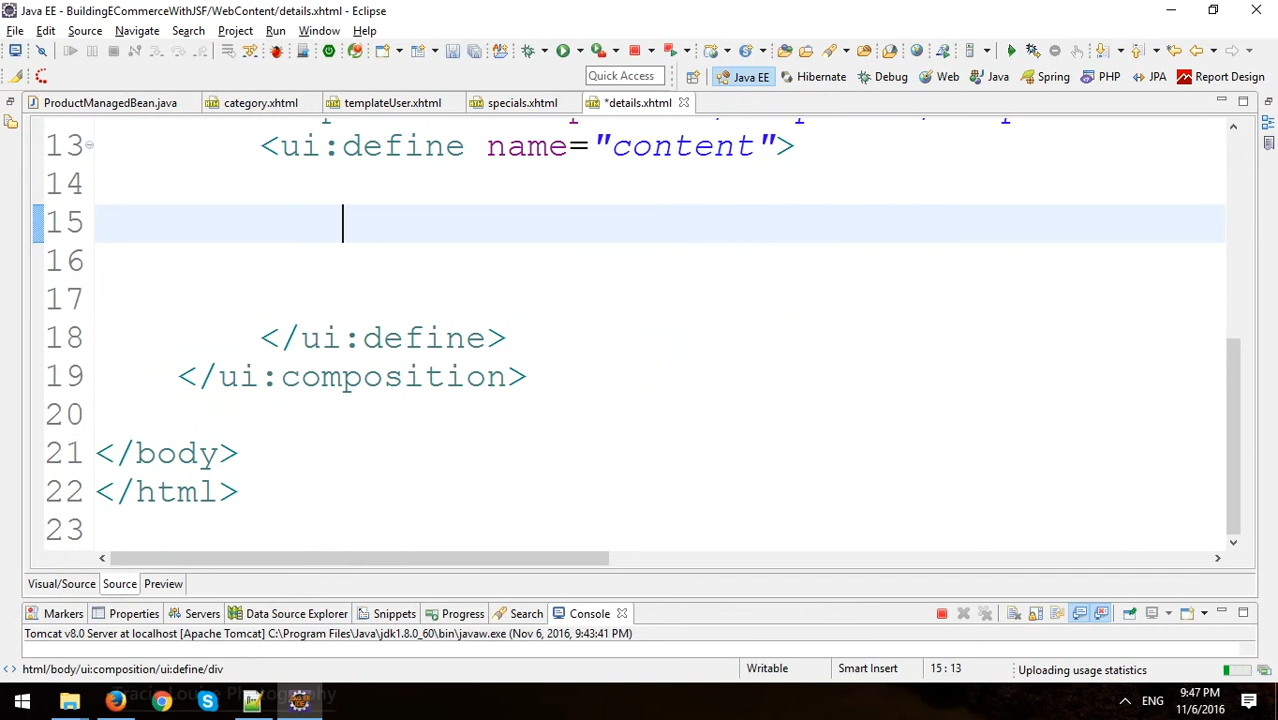 Java EE - BuildingECommerceWithJSF/WebContent/details.xhtml - Eclipse
File Edit Source Navigate Search Project Run Window Help
Quick Access Java EE Hibernate Debug Web Java Spring PHP JPA Report Design
ProductManagedBean.java category.xhtml templateUser.xhtml specials.xhtml *details.xhtml
13 <ui:define name="content">
14
15
16
17
18 </ui:define>
19 </ui:composition>
20
21 </body>
22 </html>
23
Visual/Source Source Preview
Markers Properties Servers Data Source Explorer Snippets Progress Search Console
Tomcat v8.0 Server at localhost [Apache Tomcat] C:\Program Files\Java\jdk1.8.0_60\bin\javaw.exe (Nov 6, 2016, 9:43:41 PM)
html/body/ui:composition/ui:define/div Writable Smart Insert 15 : 13 Uploading usage statistics
ENG 9:47 PM
11/6/2016